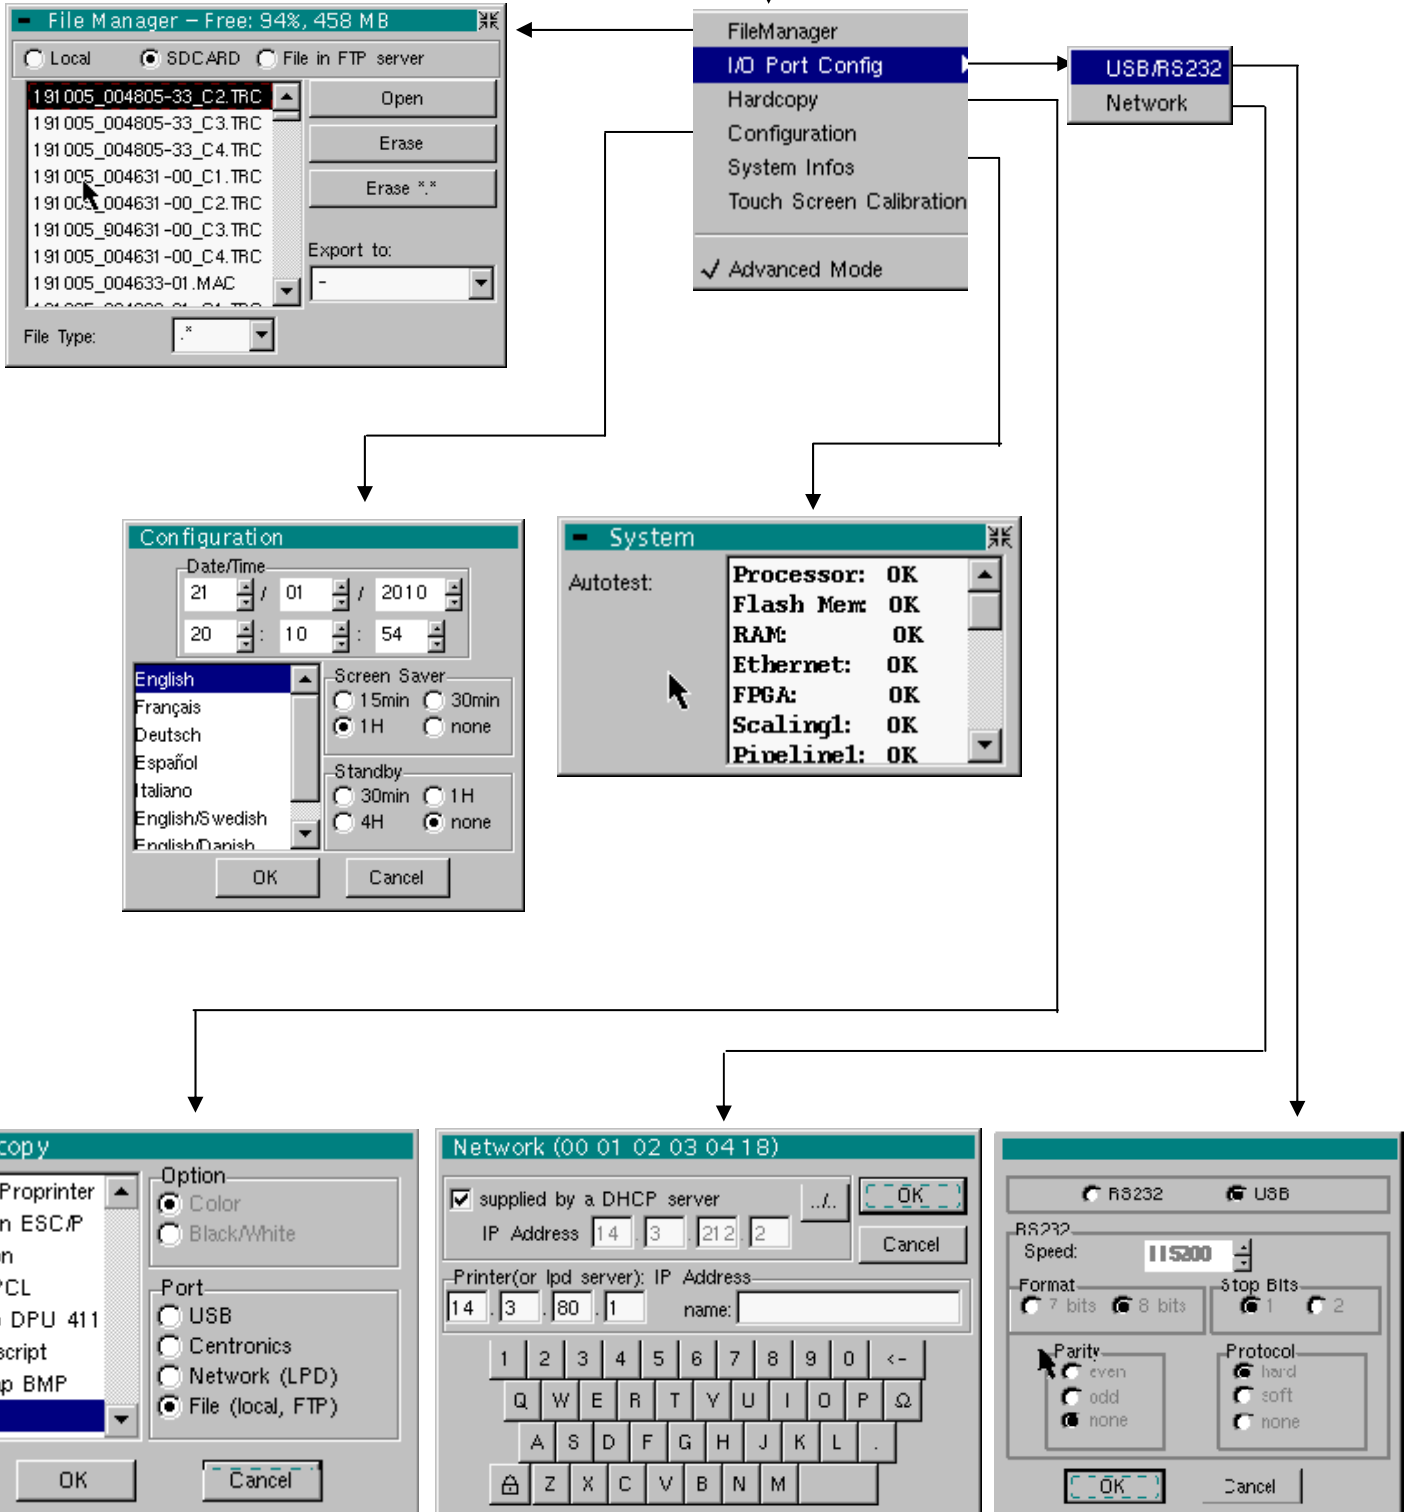 File Manager – Free: 94%, 458 MB
Local SDCARD File in FTP server
191005_004805-33_C2.TRC
191005_004805-33_C3.TRC
191005_004805-33_C4.TRC
191005_004631-00_C1.TRC
191005_004631-00_C2.TRC
191005_904631-00_C3.TRC
191005_004631-00_C4.TRC
191005_004633-01.MAC
Open
Erase
Erase *.*
Export to:
-
File Type: .*
FileManager
I/O Port Config
Hardcopy
Configuration
System Infos
Touch Screen Calibration
✓ Advanced Mode
USB/RS232
Network
Configuration
Date/Time
21 / 01 / 2010
20 : 10 : 54
English
Français
Deutsch
Español
Italiano
English/Swedish
English/Danish
Screen Saver
15min 30min
1H none
Standby
30min 1H
4H none
OK Cancel
System
Autotest:
Processor: OK
Flash Mem: OK
RAM: OK
Ethernet: OK
FPGA: OK
Scaling1: OK
Pipeline1: OK
copy
Proprinter
n ESC/P
on
PCL
DPU 411
script
p BMP
Option
Color
Black/White
Port
USB
Centronics
Network (LPD)
File (local, FTP)
OK Cancel
Network (00 01 02 03 04 18)
supplied by a DHCP server ../..
IP Address 14 . 3 . 212 . 2
OK
Cancel
Printer(or lpd server): IP Address
14 . 3 . 80 . 1 name:
1 2 3 4 5 6 7 8 9 0 <-
Q W E R T Y U I O P Ω
A S D F G H J K L .
Z X C V B N M
RS232 USB
RS232
Speed: 115200
Format
7 bits 8 bits
Stop Bits
1 2
Parity
even
odd
none
Protocol
hard
soft
none
OK Cancel